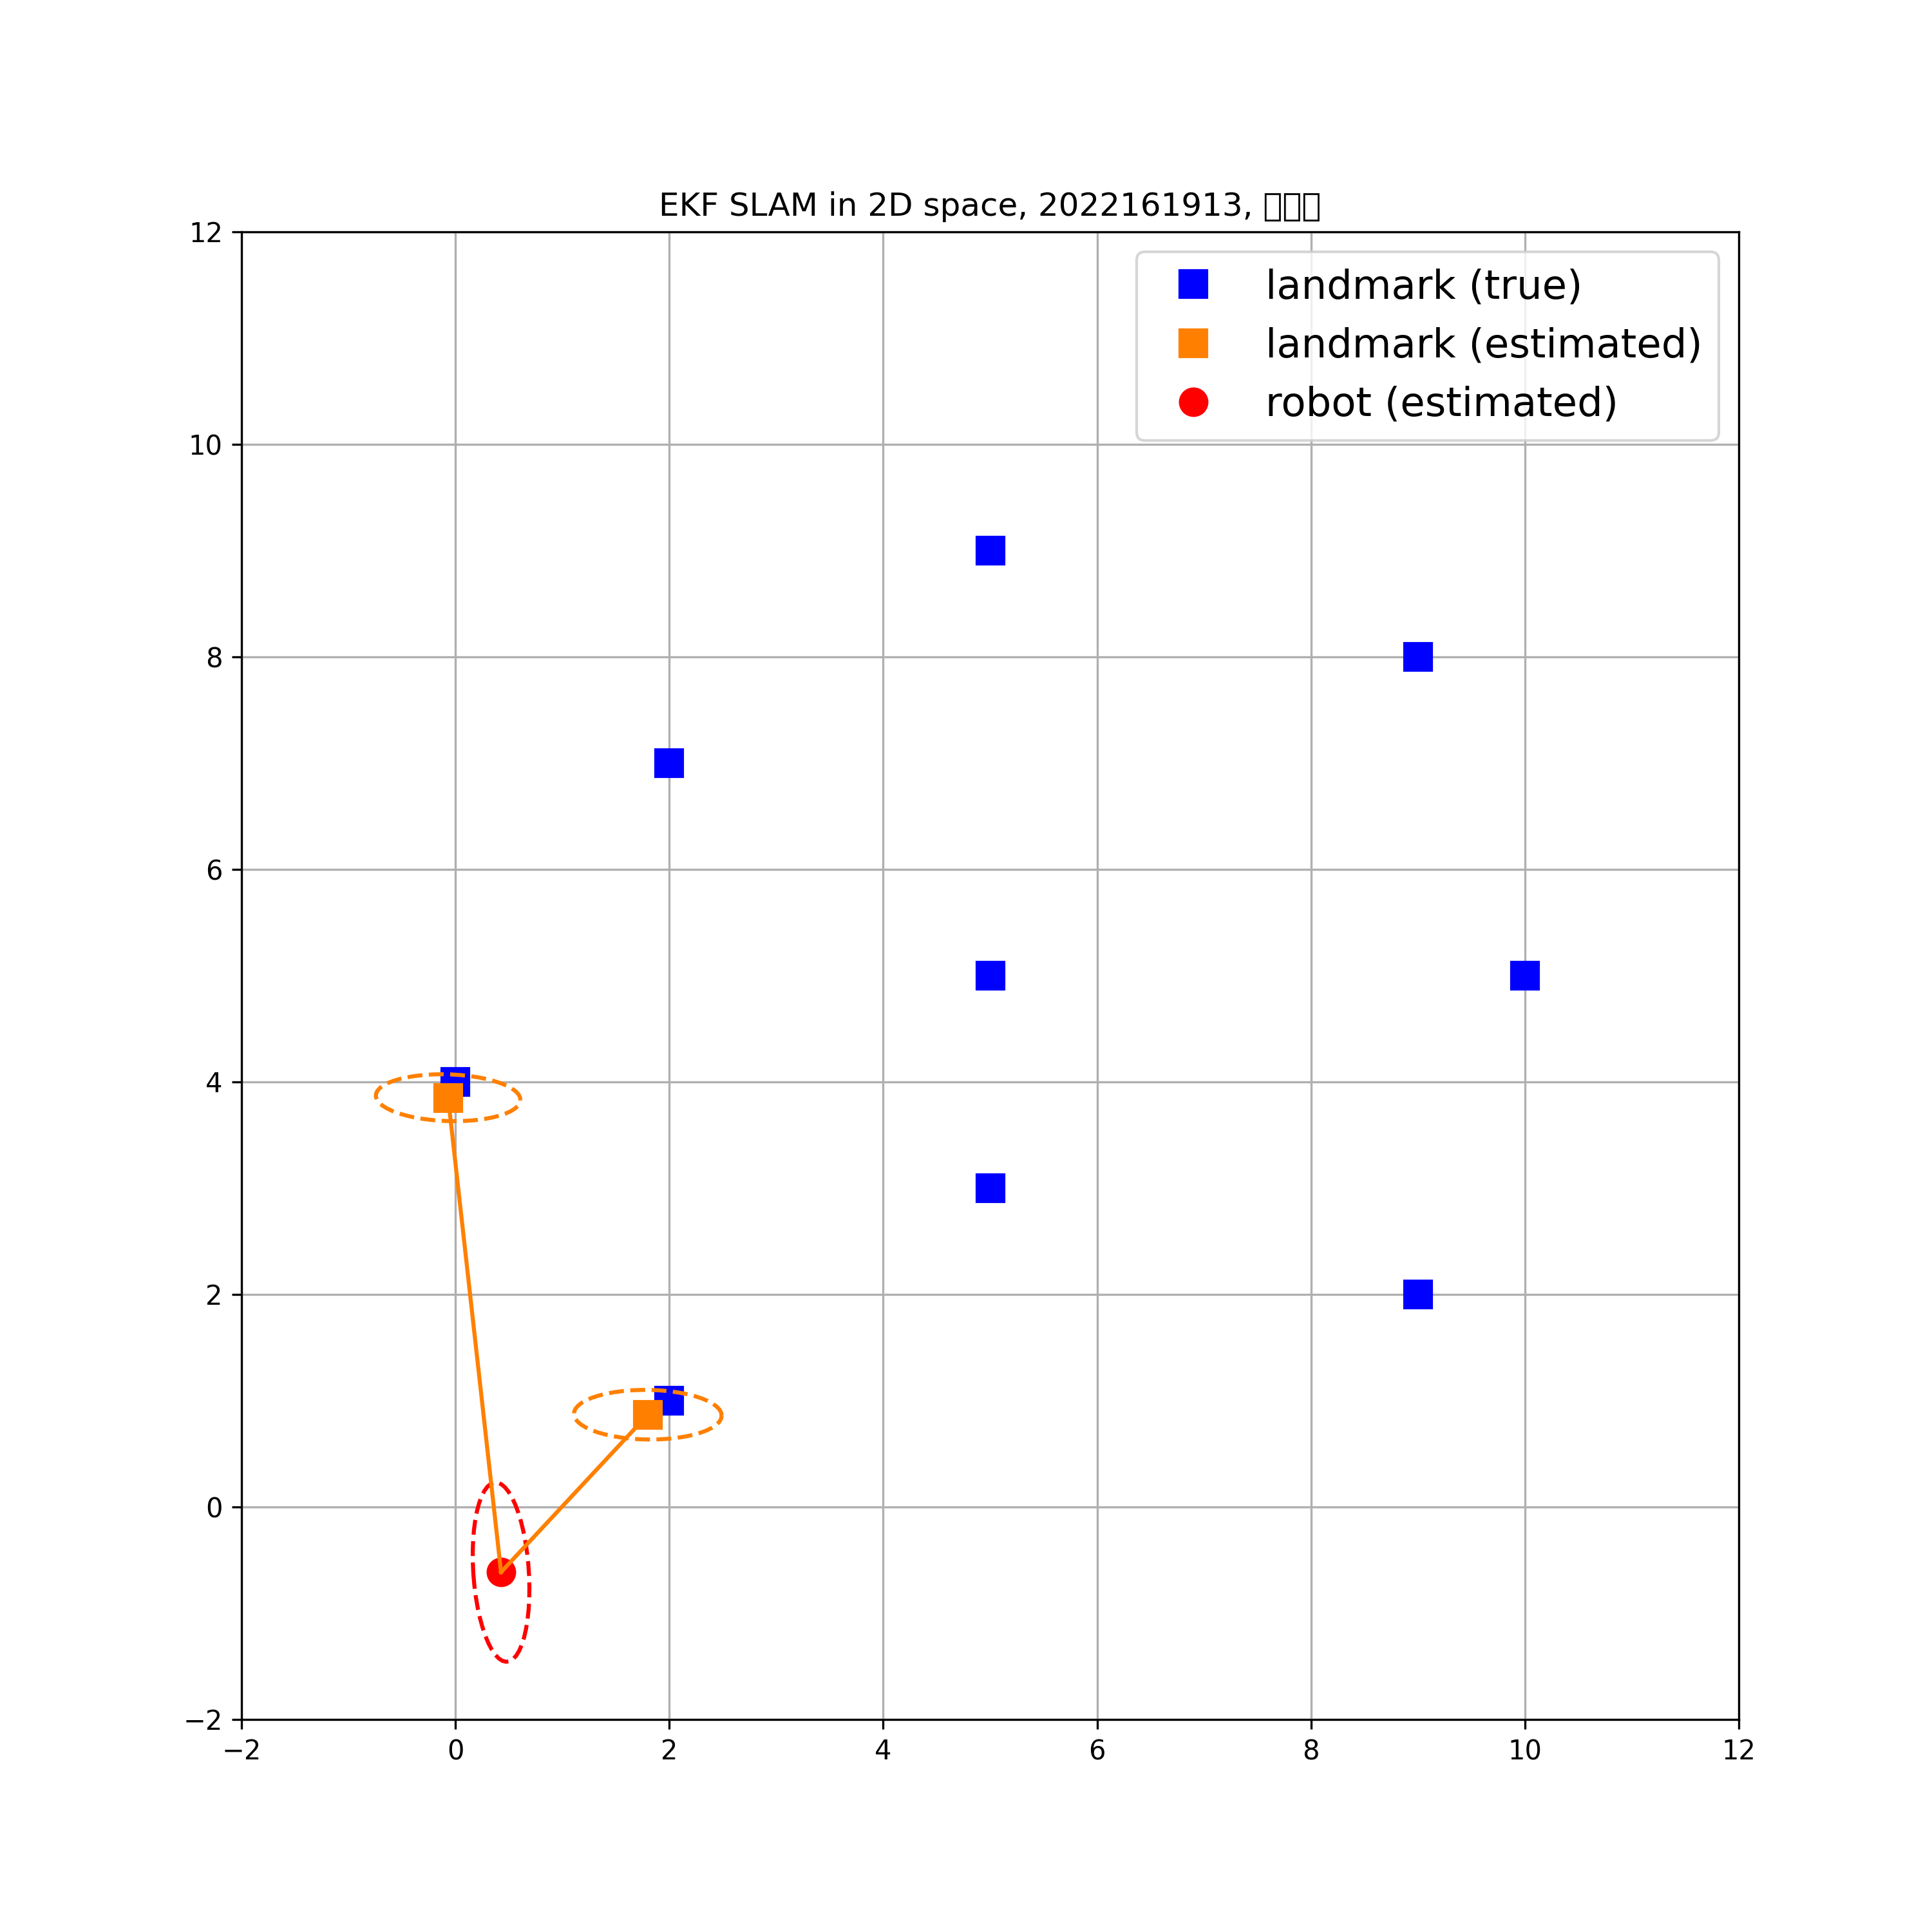 EKF SLAM in 2D space, 2022161913,
landmark (true)
landmark (estimated)
robot (estimated)
12
10
8
6
4
2
0
−2
−2 0 2 4 6 8 10 12